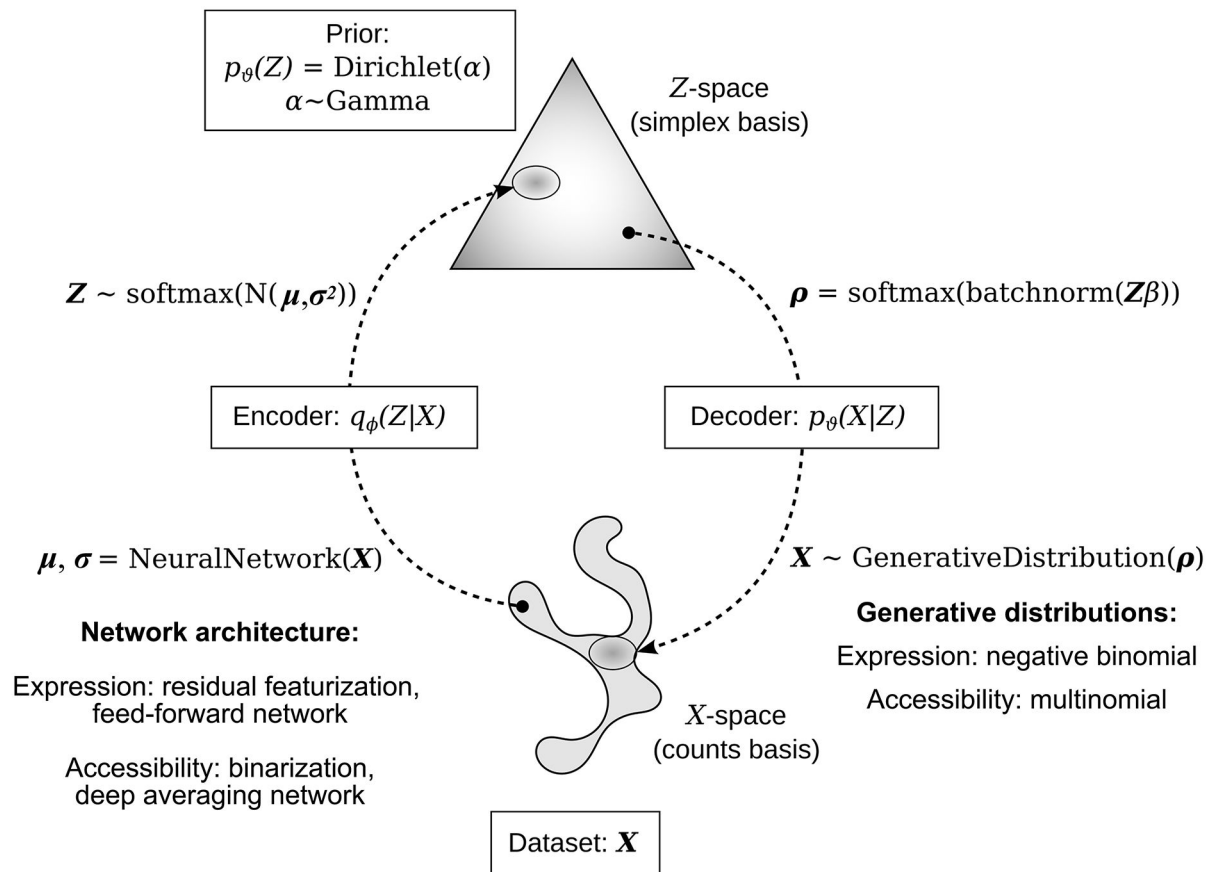 Prior:
pϑ(Z) = Dirichlet(α)
α~Gamma
Z-space
(simplex basis)
Z ~ softmax(N(μ,σ²))
ρ = softmax(batchnorm(Zβ))
Encoder: qϕ(Z|X)
Decoder: pϑ(X|Z)
μ, σ = NeuralNetwork(X)
X ~ GenerativeDistribution(ρ)
Network architecture:
Expression: residual featurization,
feed-forward network
Accessibility: binarization,
deep averaging network
Generative distributions:
Expression: negative binomial
Accessibility: multinomial
X-space
(counts basis)
Dataset: X